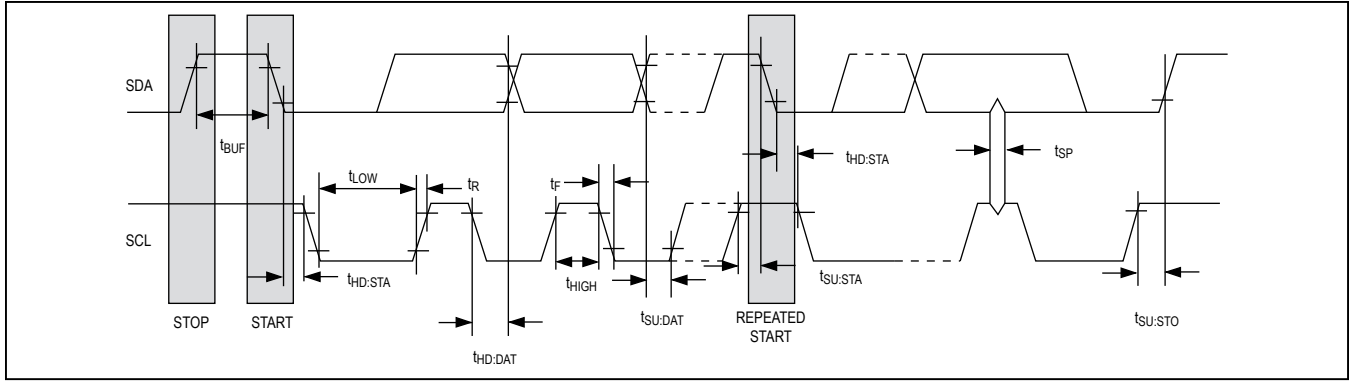 SDA
tBUF
tHD:STA
tSP
tLOW
tR
tF
SCL
tHD:STA
tHIGH
tSU:STA
STOP
START
tSU:DAT
REPEATED
START
tSU:STO
tHD:DAT